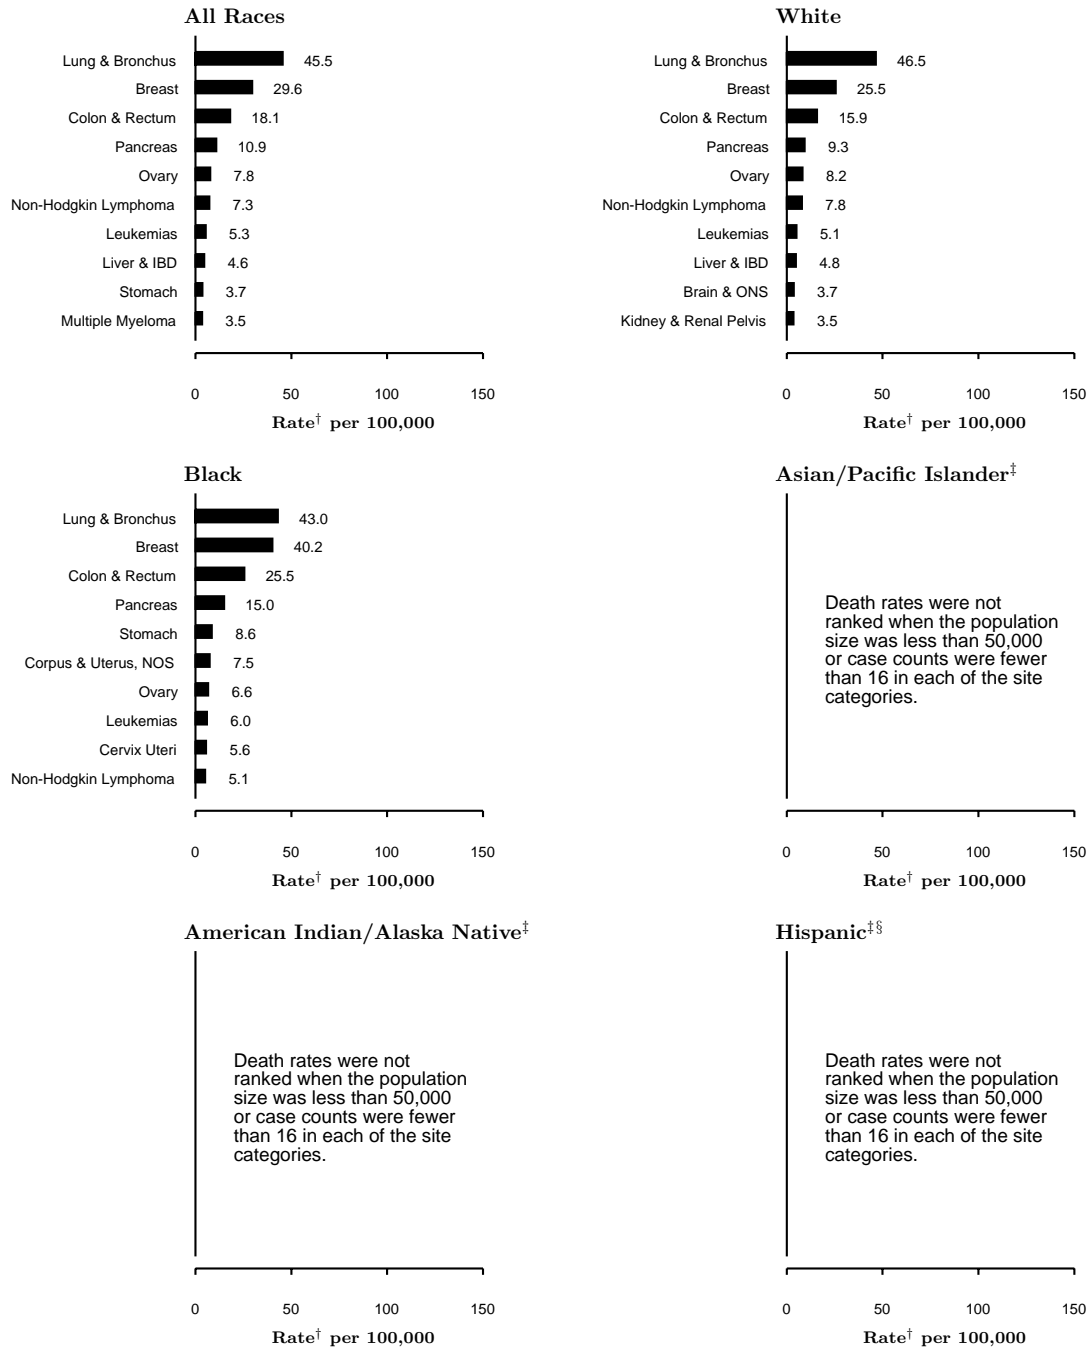 All Races
Lung & Bronchus 45.5
Breast 29.6
Colon & Rectum 18.1
Pancreas 10.9
Ovary 7.8
Non-Hodgkin Lymphoma 7.3
Leukemias 5.3
Liver & IBD 4.6
Stomach 3.7
Multiple Myeloma 3.5
0 50 100 150
Rate† per 100,000
White
Lung & Bronchus 46.5
Breast 25.5
Colon & Rectum 15.9
Pancreas 9.3
Ovary 8.2
Non-Hodgkin Lymphoma 7.8
Leukemias 5.1
Liver & IBD 4.8
Brain & ONS 3.7
Kidney & Renal Pelvis 3.5
0 50 100 150
Rate† per 100,000
Black
Lung & Bronchus 43.0
Breast 40.2
Colon & Rectum 25.5
Pancreas 15.0
Stomach 8.6
Corpus & Uterus, NOS 7.5
Ovary 6.6
Leukemias 6.0
Cervix Uteri 5.6
Non-Hodgkin Lymphoma 5.1
0 50 100 150
Rate† per 100,000
Asian/Pacific Islander‡
Death rates were not
ranked when the population
size was less than 50,000
or case counts were fewer
than 16 in each of the site
categories.
0 50 100 150
Rate† per 100,000
American Indian/Alaska Native‡
Death rates were not
ranked when the population
size was less than 50,000
or case counts were fewer
than 16 in each of the site
categories.
0 50 100 150
Rate† per 100,000
Hispanic‡§
Death rates were not
ranked when the population
size was less than 50,000
or case counts were fewer
than 16 in each of the site
categories.
0 50 100 150
Rate† per 100,000